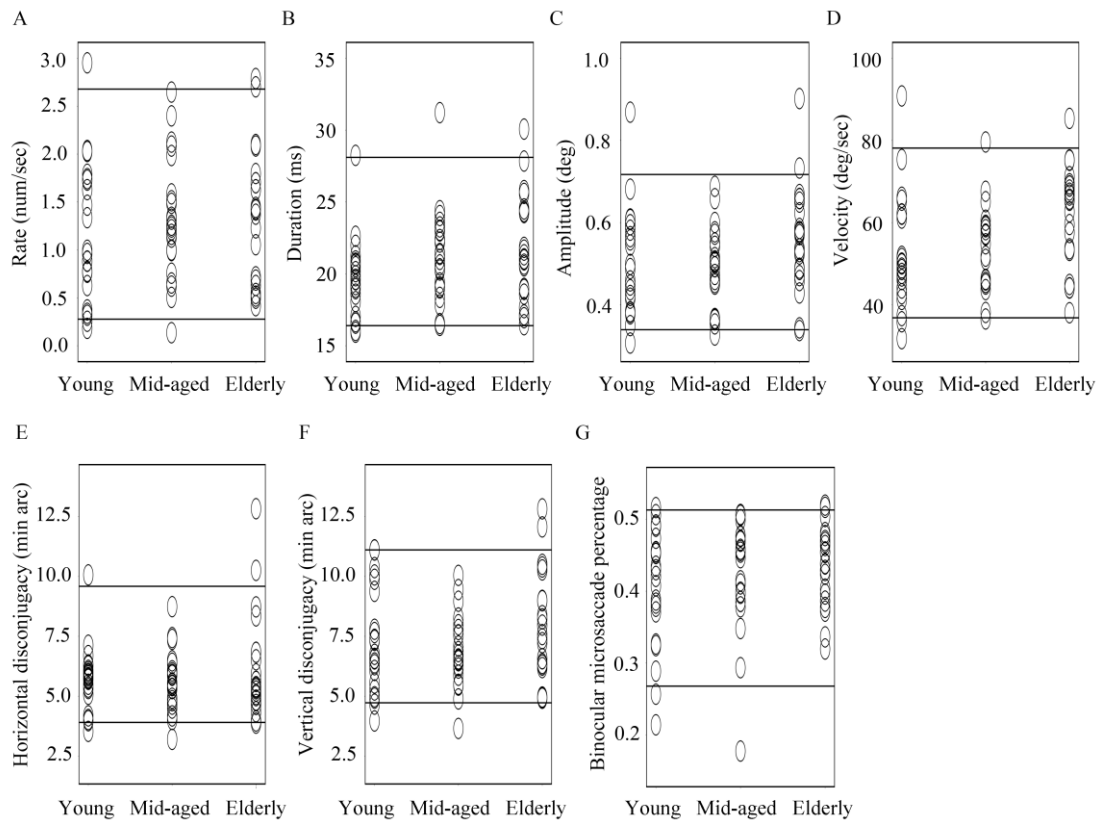 A
B
C
D
Rate (num/sec)
3.0
2.5
2.0
1.5
1.0
0.5
0.0
Young Mid-aged Elderly
Duration (ms)
35
30
25
20
15
Young Mid-aged Elderly
Amplitude (deg)
1.0
0.8
0.6
0.4
Young Mid-aged Elderly
Velocity (deg/sec)
100
80
60
40
Young Mid-aged Elderly
E
F
G
Horizontal disconjugacy (min arc)
12.5
10.0
7.5
5.0
2.5
Young Mid-aged Elderly
Vertical disconjugacy (min arc)
12.5
10.0
7.5
5.0
2.5
Young Mid-aged Elderly
Binocular microsaccade percentage
0.5
0.4
0.3
0.2
Young Mid-aged Elderly